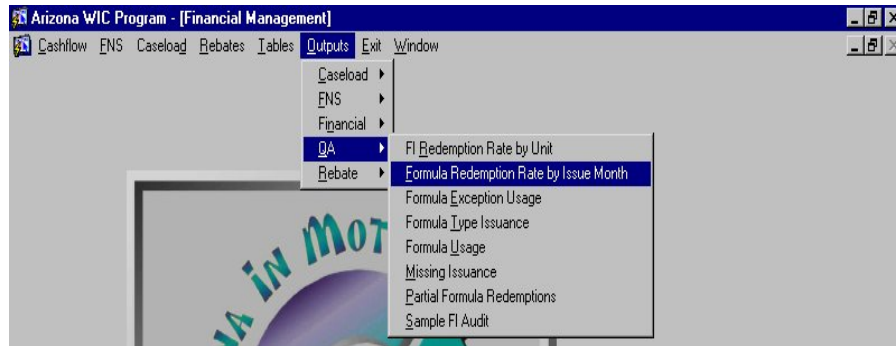 Arizona WIC Program - [Financial Management]
Cashflow FNS Caseload Rebates Tables Outputs Exit Window
Caseload
FNS
Financial
QA
Rebate
FI Redemption Rate by Unit
Formula Redemption Rate by Issue Month
Formula Exception Usage
Formula Type Issuance
Formula Usage
Missing Issuance
Partial Formula Redemptions
Sample FI Audit
IN MOT